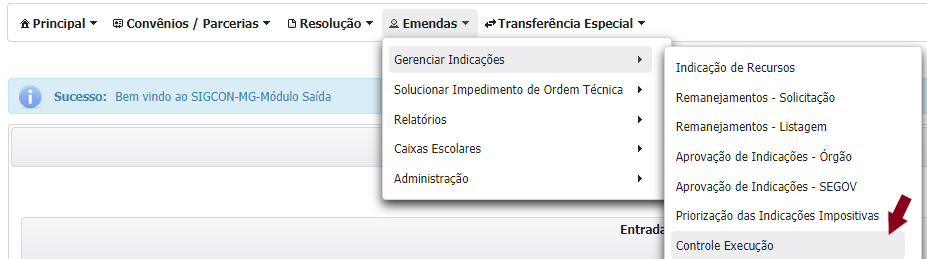 Principal Convênios / Parcerias Resolução Emendas Transferência Especial
Gerenciar Indicações
Solucionar Impedimento de Ordem Técnica
Relatórios
Caixas Escolares
Administração
Indicação de Recursos
Remanejamentos - Solicitação
Remanejamentos - Listagem
Aprovação de Indicações - Órgão
Aprovação de Indicações - SEGOV
Priorização das Indicações Impositivas
Controle Execução
Sucesso: Bem vindo ao SIGCON-MG-Módulo Saída
Entrada